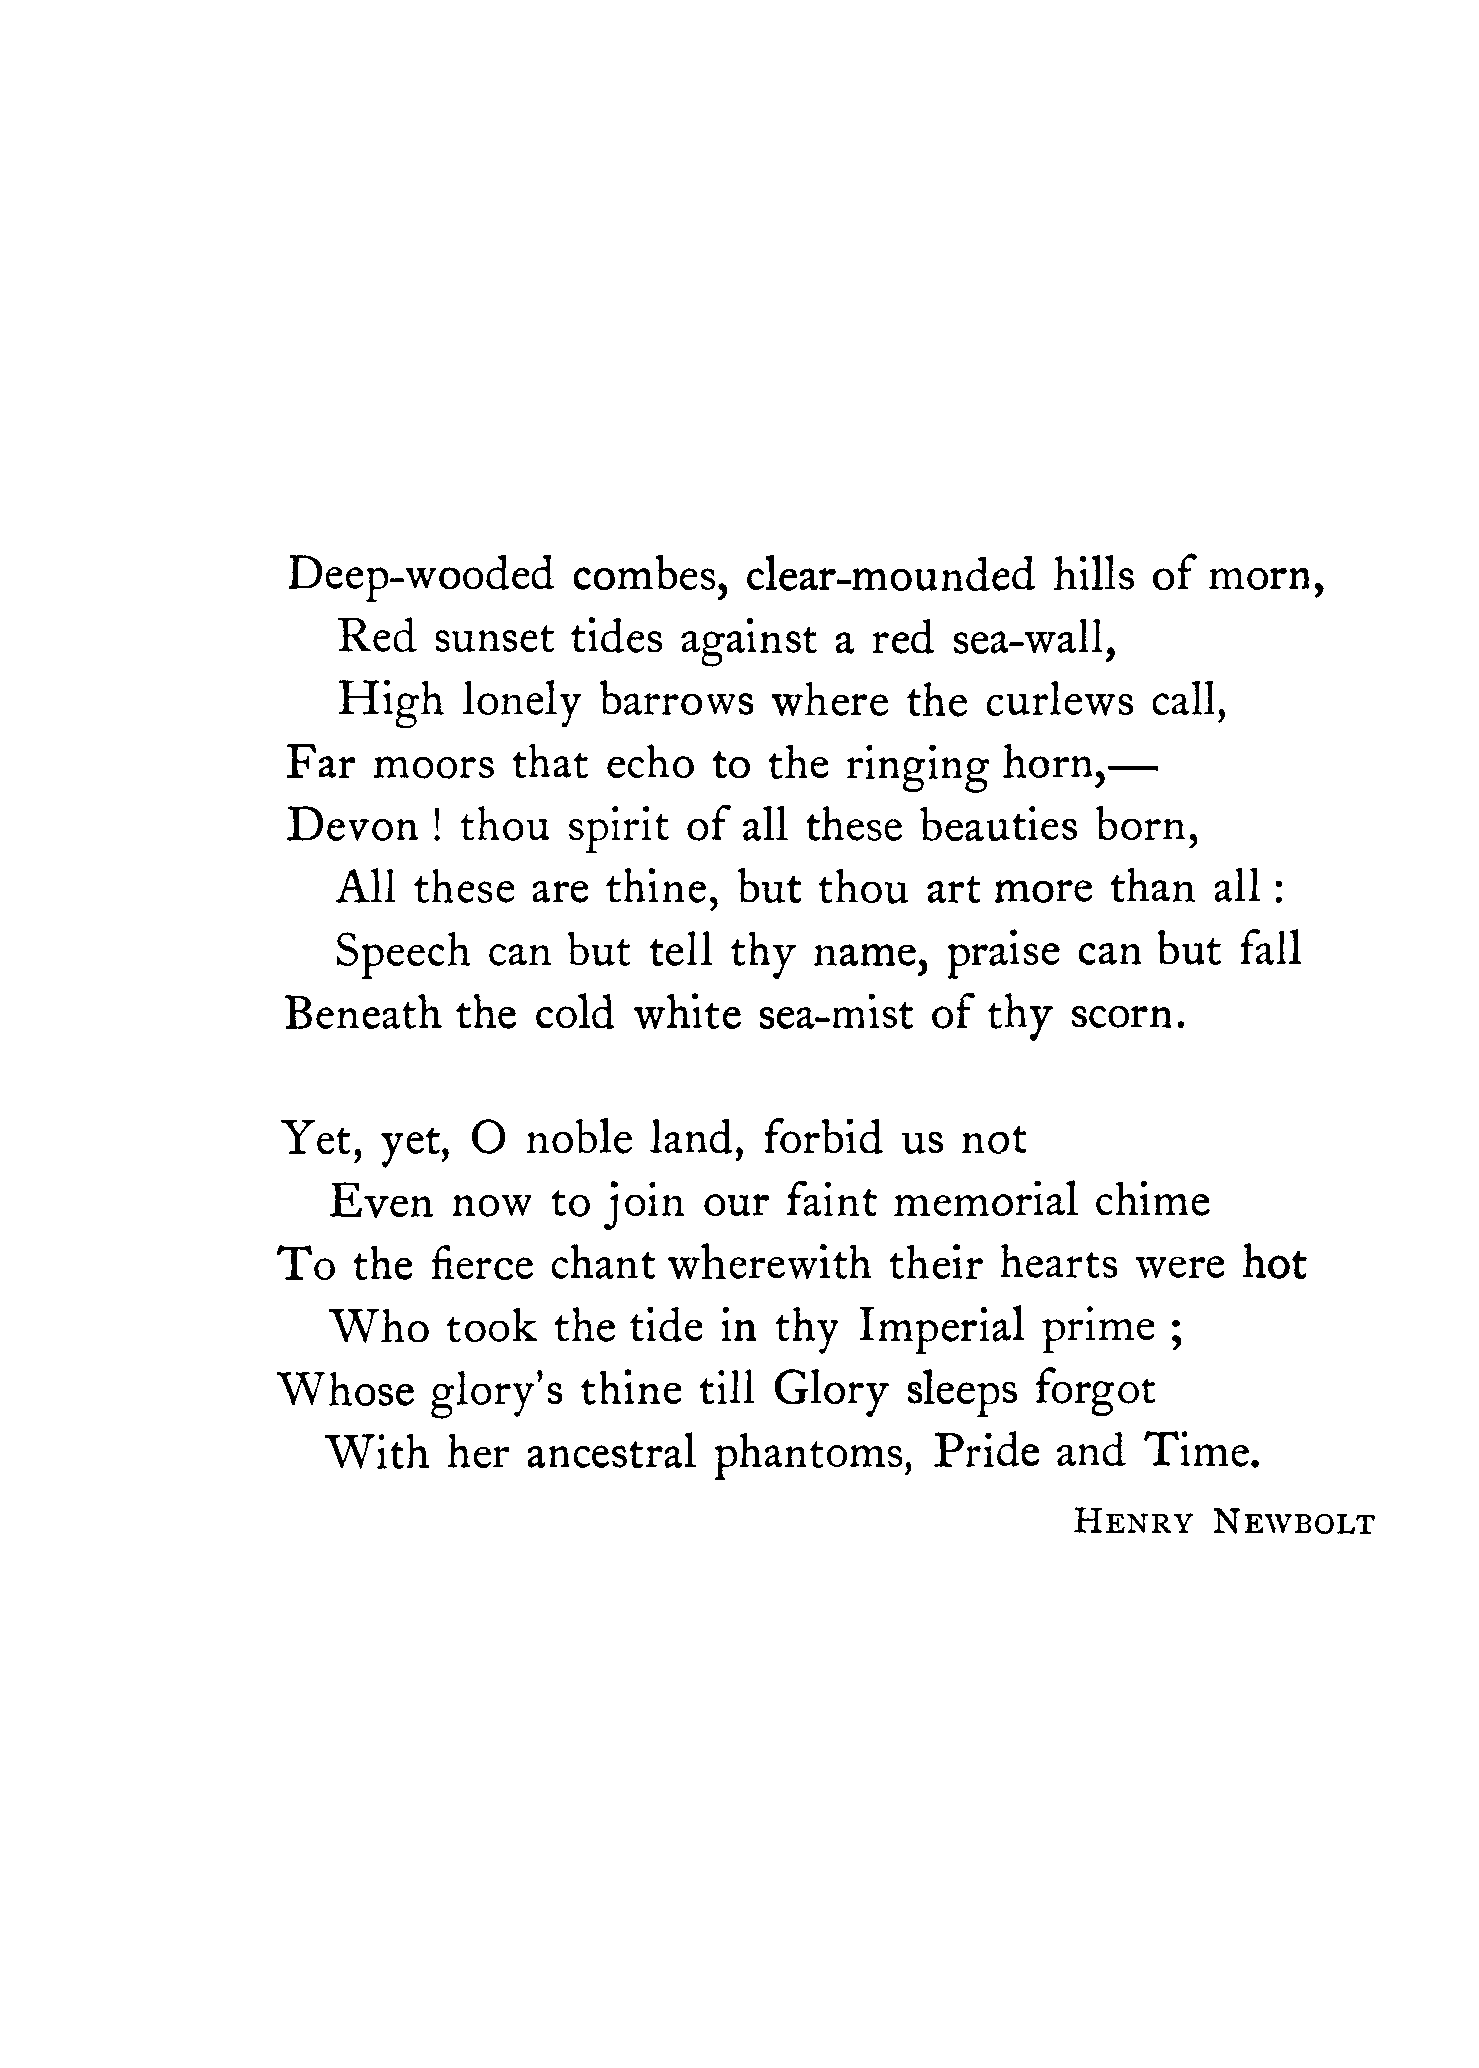 Deep-wooded combes, clear-mounded hills of morn,
Red sunset tides against a red sea-wall,
High lonely barrows where the curlews call,
Far moors that echo to the ringing horn,—
Devon ! thou spirit of all these beauties born,
All these are thine, but thou art more than all :
Speech can but tell thy name, praise can but fall
Beneath the cold white sea-mist of thy scorn.

Yet, yet, O noble land, forbid us not
Even now to join our faint memorial chime
To the fierce chant wherewith their hearts were hot
Who took the tide in thy Imperial prime ;
Whose glory's thine till Glory sleeps forgot
With her ancestral phantoms, Pride and Time.
HENRY NEWBOLT